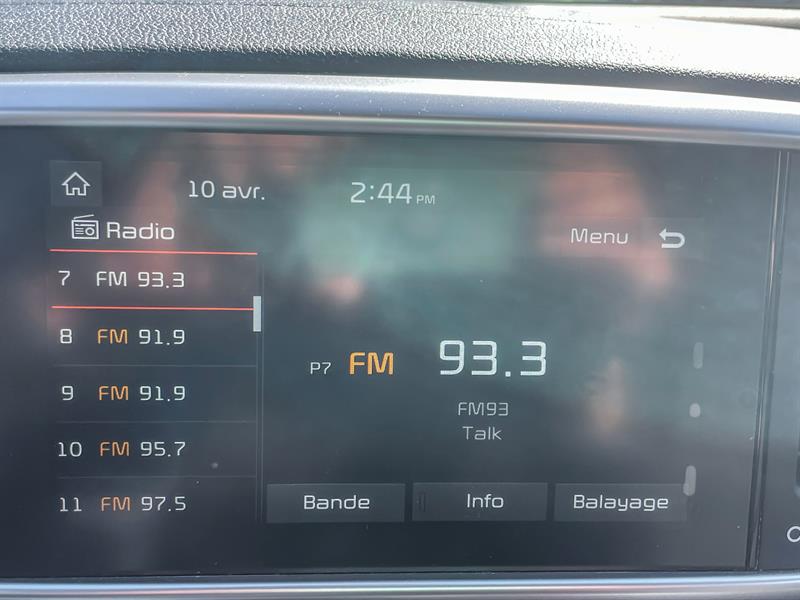 10 avr. 2:44 PM
Radio
Menu
7 FM 93.3
8 FM 91.9
9 FM 91.9
10 FM 95.7
11 FM 97.5
P7 FM 93.3
FM93
Talk
Bande Info Balayage